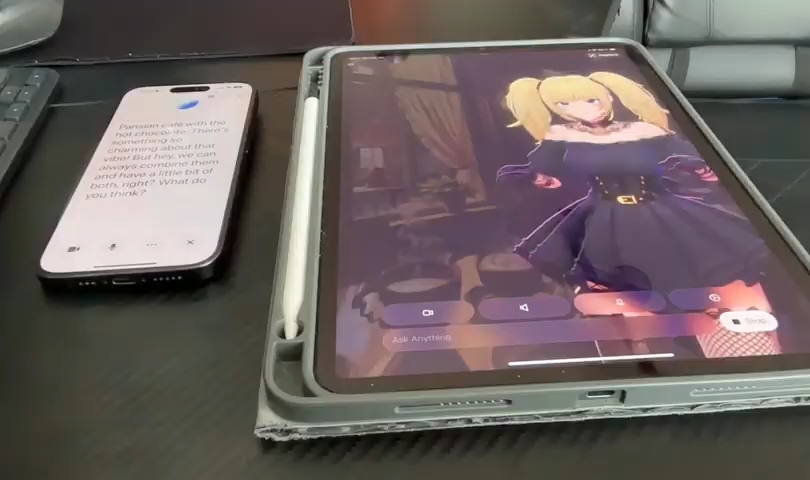 Parisian café with the
hot chocolate. There's
something so
charming about that
vibe! But hey, we can
always combine them
and have a little bit of
both, right? What do
you think?
Ask Anything
Stop